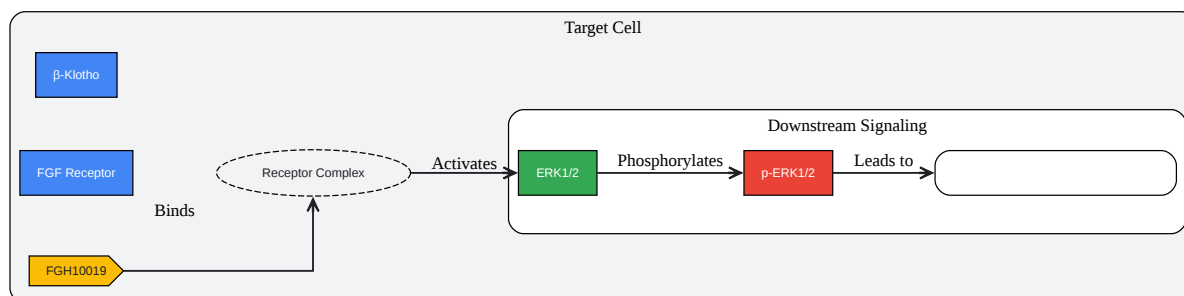 Target Cell
β-Klotho
Downstream Signaling
FGF Receptor
Receptor Complex
Activates
ERK1/2
Phosphorylates
p-ERK1/2
Leads to
Binds
FGH10019